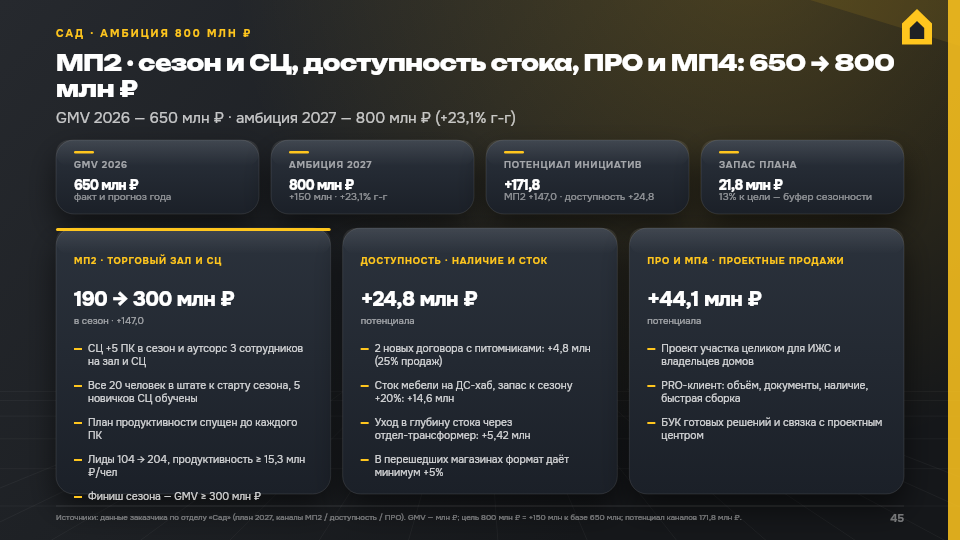 САД · АМБИЦИЯ 800 МЛН ₽
МП2 · сезон и СЦ, доступность стока, ПРО и МП4: 650 → 800
млн ₽
GMV 2026 — 650 млн ₽ · амбиция 2027 — 800 млн ₽ (+23,1% г-г)
GMV 2026
650 млн ₽
факт и прогноз года
АМБИЦИЯ 2027
800 млн ₽
+150 млн · +23,1% г-г
ПОТЕНЦИАЛ ИНИЦИАТИВ
+171,8
МП2 +147,0 · доступность +24,8
ЗАПАС ПЛАНА
21,8 млн ₽
13% к цели — буфер сезонности
МП2 · ТОРГОВЫЙ ЗАЛ И СЦ
190 → 300 млн ₽
в сезон · +147,0
— СЦ +5 ПК в сезон и аутсорс 3 сотрудников
на зал и СЦ
— Все 20 человек в штате к старту сезона, 5
новичков СЦ обучены
— План продуктивности спущен до каждого
ПК
— Лиды 104 → 204, продуктивность ≥ 15,3 млн
₽/чел
— Финиш сезона — GMV ≥ 300 млн ₽
ДОСТУПНОСТЬ · НАЛИЧИЕ И СТОК
+24,8 млн ₽
потенциала
— 2 новых договора с питомниками: +4,8 млн
(25% продаж)
— Сток мебели на ДС-хаб, запас к сезону
+20%: +14,6 млн
— Уход в глубину стока через
отдел-трансформер: +5,42 млн
— В перешедших магазинах формат даёт
минимум +5%
ПРО И МП4 · ПРОЕКТНЫЕ ПРОДАЖИ
+44,1 млн ₽
потенциала
— Проект участка целиком для ИЖС и
владельцев домов
— PRO-клиент: объём, документы, наличие,
быстрая сборка
— БУК готовых решений и связка с проектным
центром
Источники: данные заказчика по отделу «Сад» (план 2027, каналы МП2 / доступность / ПРО). GMV — млн ₽; цель 800 млн ₽ = +150 млн к базе 650 млн; потенциал каналов 171,8 млн ₽.
45